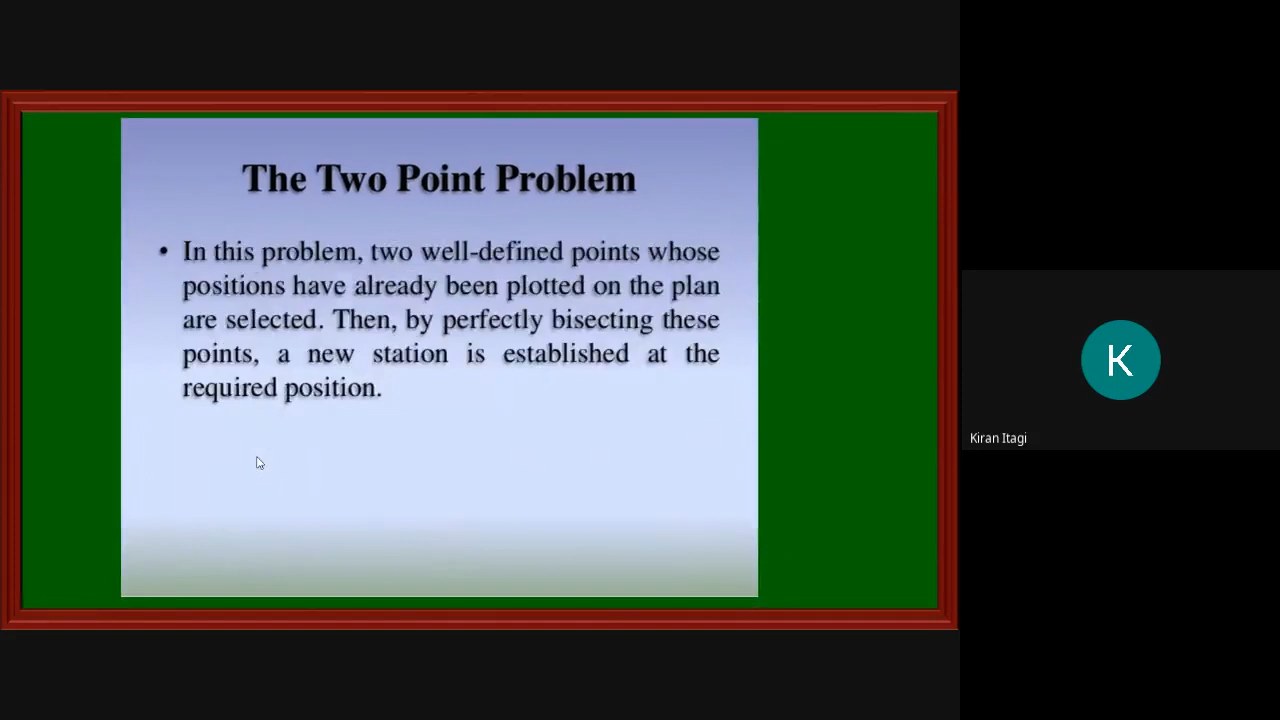 The Two Point Problem
• In this problem, two well-defined points whose
positions have already been plotted on the plan
are selected. Then, by perfectly bisecting these
points, a new station is established at the
required position.
K
Kiran Itagi